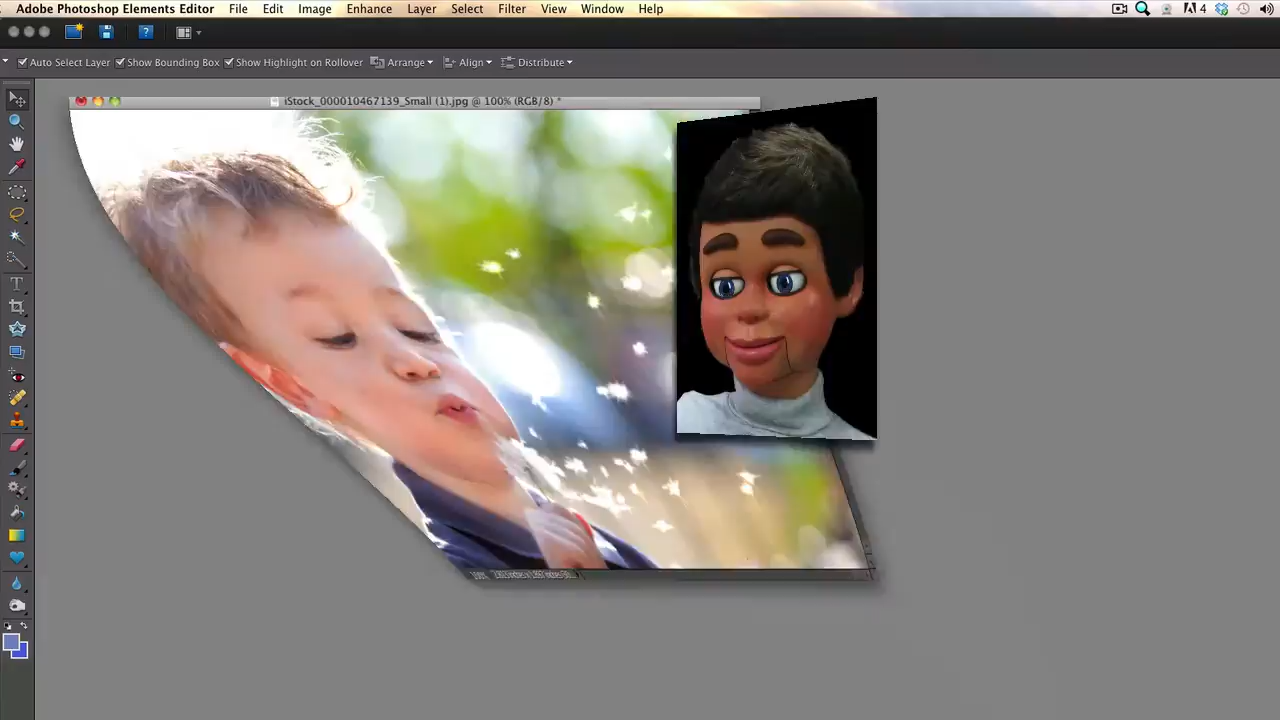 Adobe Photoshop Elements Editor File Edit Image Enhance Layer Select Filter View Window Help 4
Auto Select Layer Show Bounding Box Show Highlight on Rollover Arrange Align Distribute
iStock_000010467139_Small (1).jpg @ 100% (RGB/8) *